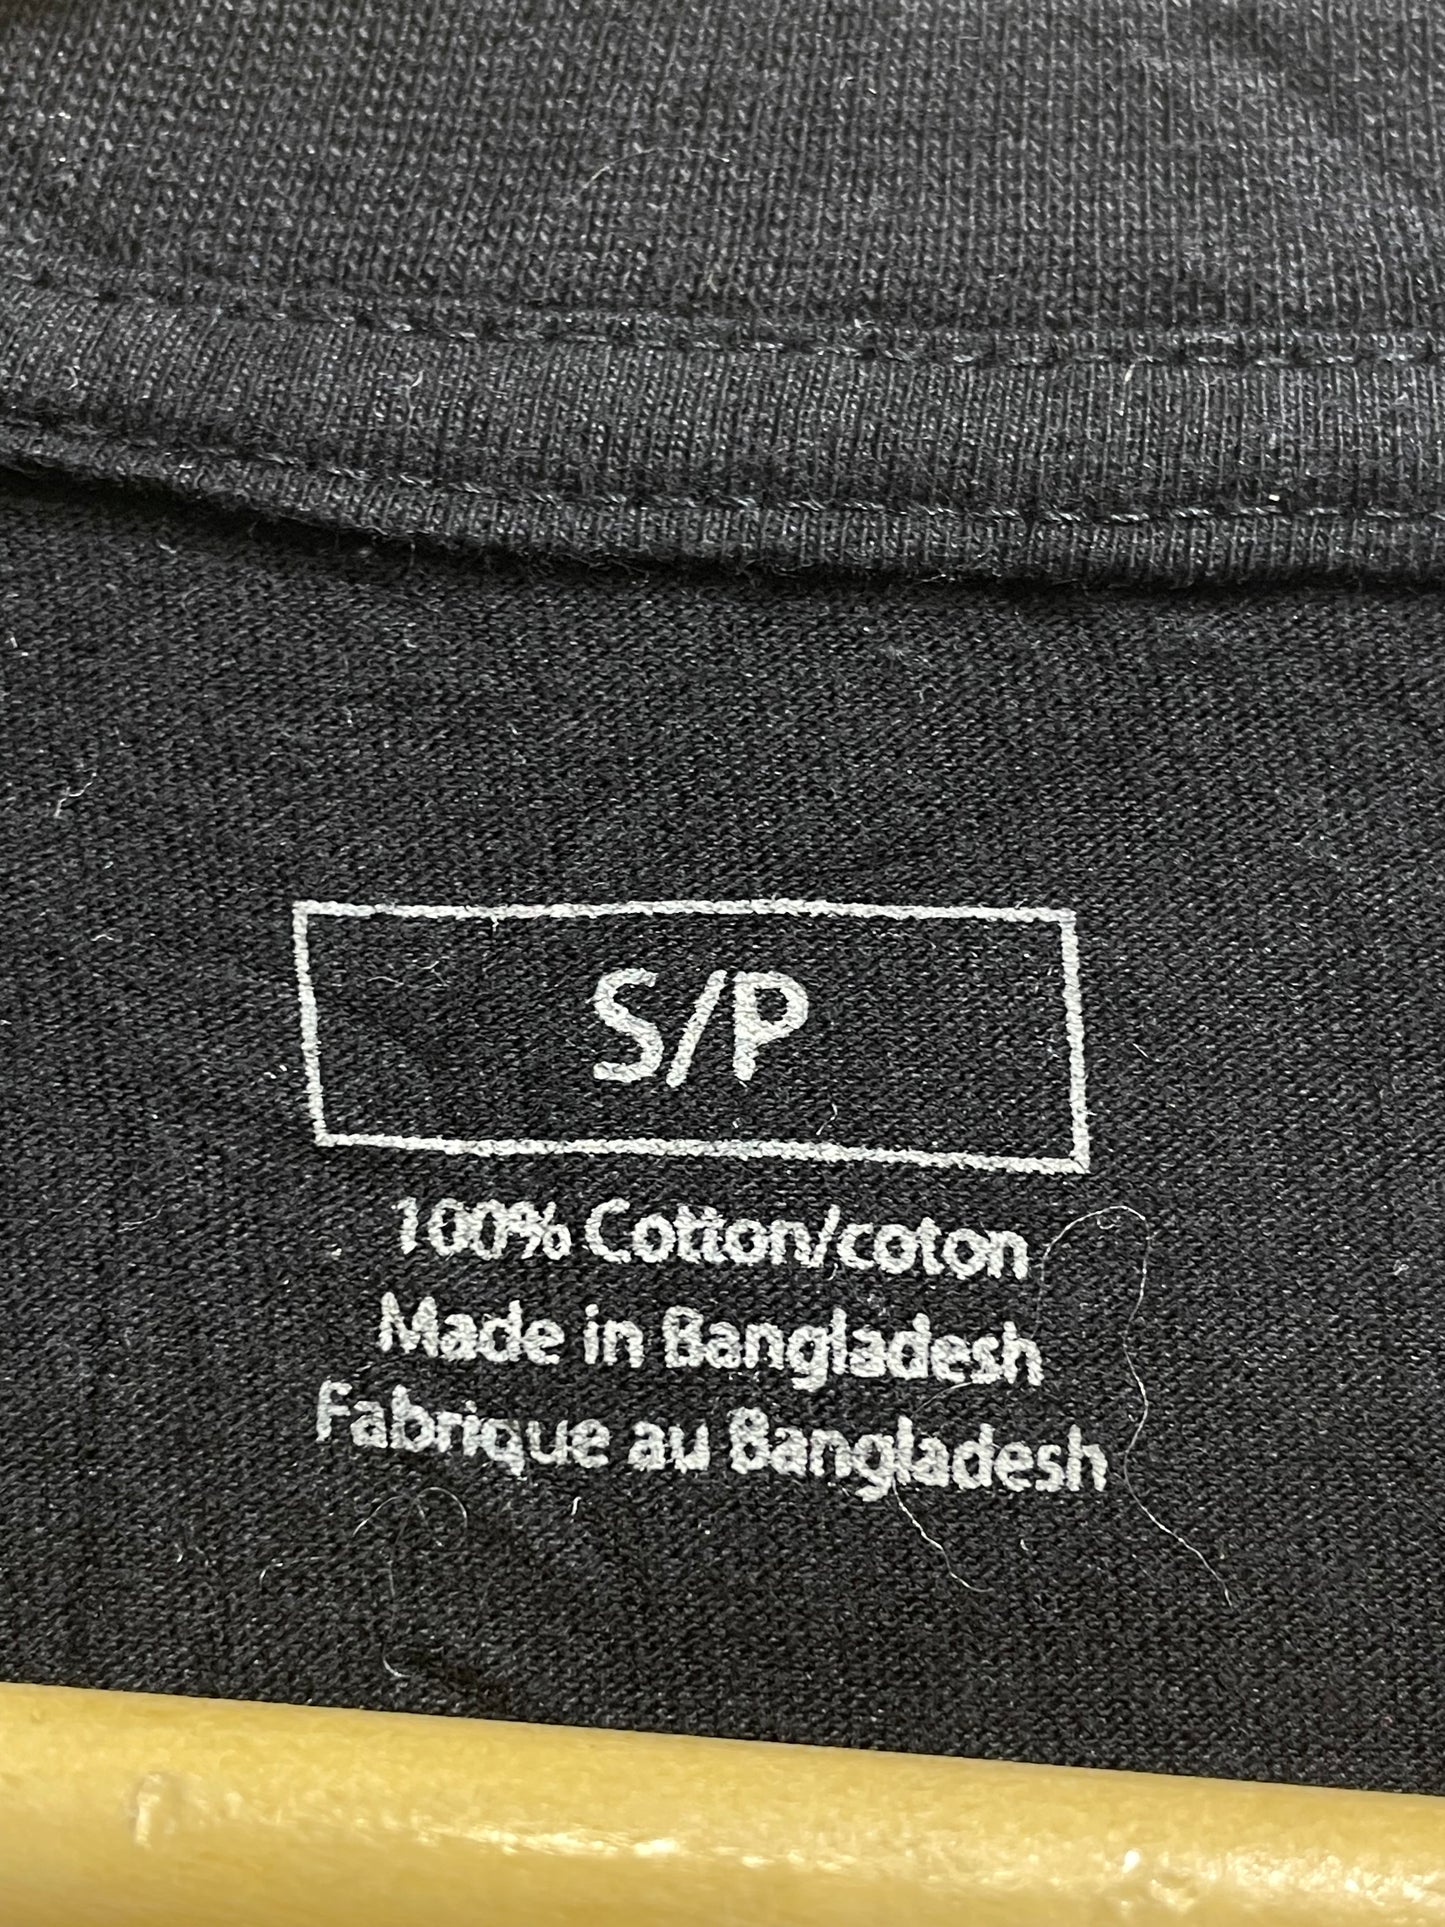 S/P
100% Cotton/coton
Made in Bangladesh
Fabrique au Bangladesh